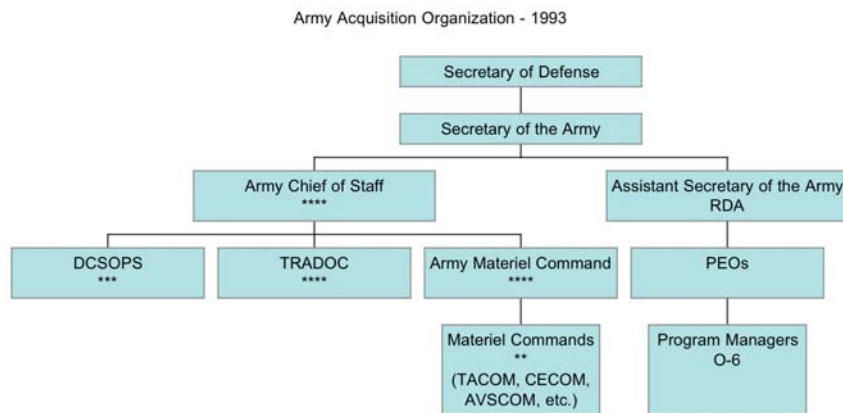 Army Acquisition Organization - 1993
Secretary of Defense
Secretary of the Army
Army Chief of Staff
****
Assistant Secretary of the Army
RDA
DCSOPS
***
TRADOC
****
Army Materiel Command
****
PEOs
Materiel Commands
**
(TACOM, CECOM,
AVSCOM, etc.)
Program Managers
O-6